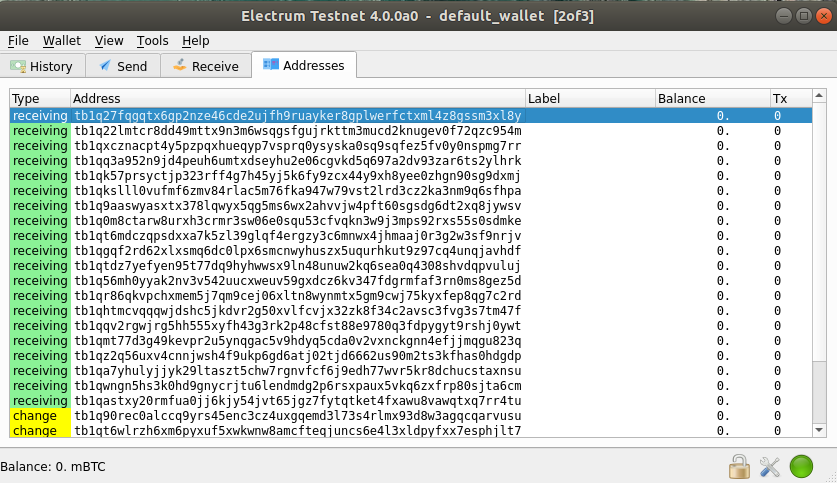 Electrum Testnet 4.0.0a0 - default_wallet [2of3]
File Wallet View Tools Help
History Send Receive Addresses
Type Address Label Balance Tx
receiving tb1q27fqgqtx6gp2nze46cde2ujfh9ruayker8gplwerfctxml4z8gssm3xl8y 0. 0
receiving tb1q22lmtcr8dd49mttx9n3m6wsqgsfgujrkttm3mucd2knugev0f72qzc954m 0. 0
receiving tb1qxcznacpt4y5pzpqxhueqyp7vsprq0ysyska0sq9sqfez5fv0y0nspmg7rr 0. 0
receiving tb1qq3a952n9jd4peuh6umtxdseyhu2e06cgvkd5q697a2dv93zar6ts2ylhrk 0. 0
receiving tb1qk57prsyctjp323rff4g7h45yj5k6fy9zcx44y9xh8yee0zhgn90sg9dxmj 0. 0
receiving tb1qkslll0vufmf6zmv84rlac5m76fka947w79vst2lrd3cz2ka3nm9q6sfhpa 0. 0
receiving tb1q9aaswyasxtx378lqwyx5qg5ms6wx2ahvvjw4pft60sgsdg6dt2xq8jywsv 0. 0
receiving tb1q0m8ctarw8urxh3crmr3sw06e0squ53cfvqkn3w9j3mps92rxs55s0sdmke 0. 0
receiving tb1qt6mdczqpsdxxa7k5zl39glqf4ergzy3c6mnwx4jhmaaj0r3g2w3sf9nrjv 0. 0
receiving tb1qgqf2rd62xlxsmq6dc0lpx6smcnwyhuszx5uqurhkut9z97cq4unqjavhdf 0. 0
receiving tb1qtdz7yefyen95t77dq9hyhwwsx9ln48unuw2kq6sea0q4308shvdqpvuluj 0. 0
receiving tb1q56mh0yyak2nv3v542uucxweuv59gxdcz6kv347fdgrmfaf3rn0ms8gez5d 0. 0
receiving tb1qr86qkvpchxmem5j7qm9cej06xltn8wynmtx5gm9cwj75kyxfep8qg7c2rd 0. 0
receiving tb1qhtmcvqqqwjdshc5jkdvr2g50xvlfcvjx32zk8f34c2avsc3fvg3s7tm47f 0. 0
receiving tb1qqv2rgwjrg5hh555xyfh43g3rk2p48cfst88e9780q3fdpygyt9rshj0ywt 0. 0
receiving tb1qmt77d3g49kevpr2u5ynqgac5v9hdyq5cda0v2vxnckgnn4efjjmqgu823q 0. 0
receiving tb1qz2q56uxv4cnnjwsh4f9ukp6gd6atj02tjd6662us90m2ts3kfhas0hdgdp 0. 0
receiving tb1qa7yhulyjjyk29ltaszt5chw7rgnvfcf6j9edh77wvr5kr8dchucstaxnsu 0. 0
receiving tb1qwngn5hs3k0hd9gnycrjtu6lendmdg2p6rsxpaux5vkq6zxfrp80sjta6cm 0. 0
receiving tb1qastxy20rmfua0jj6kjy54jvt65jgz7fytqtket4fxawu8vawqtxq7rr4tu 0. 0
change tb1q90rec0alccq9yrs45enc3cz4uxgqemd3l73s4rlmx93d8w3agqcqarvusu 0. 0
change tb1qt6wlrzh6xm6pyxuf5xwkwnw8amcfteqjuncs6e4l3xldpyfxx7esphjlt7 0. 0
Balance: 0. mBTC